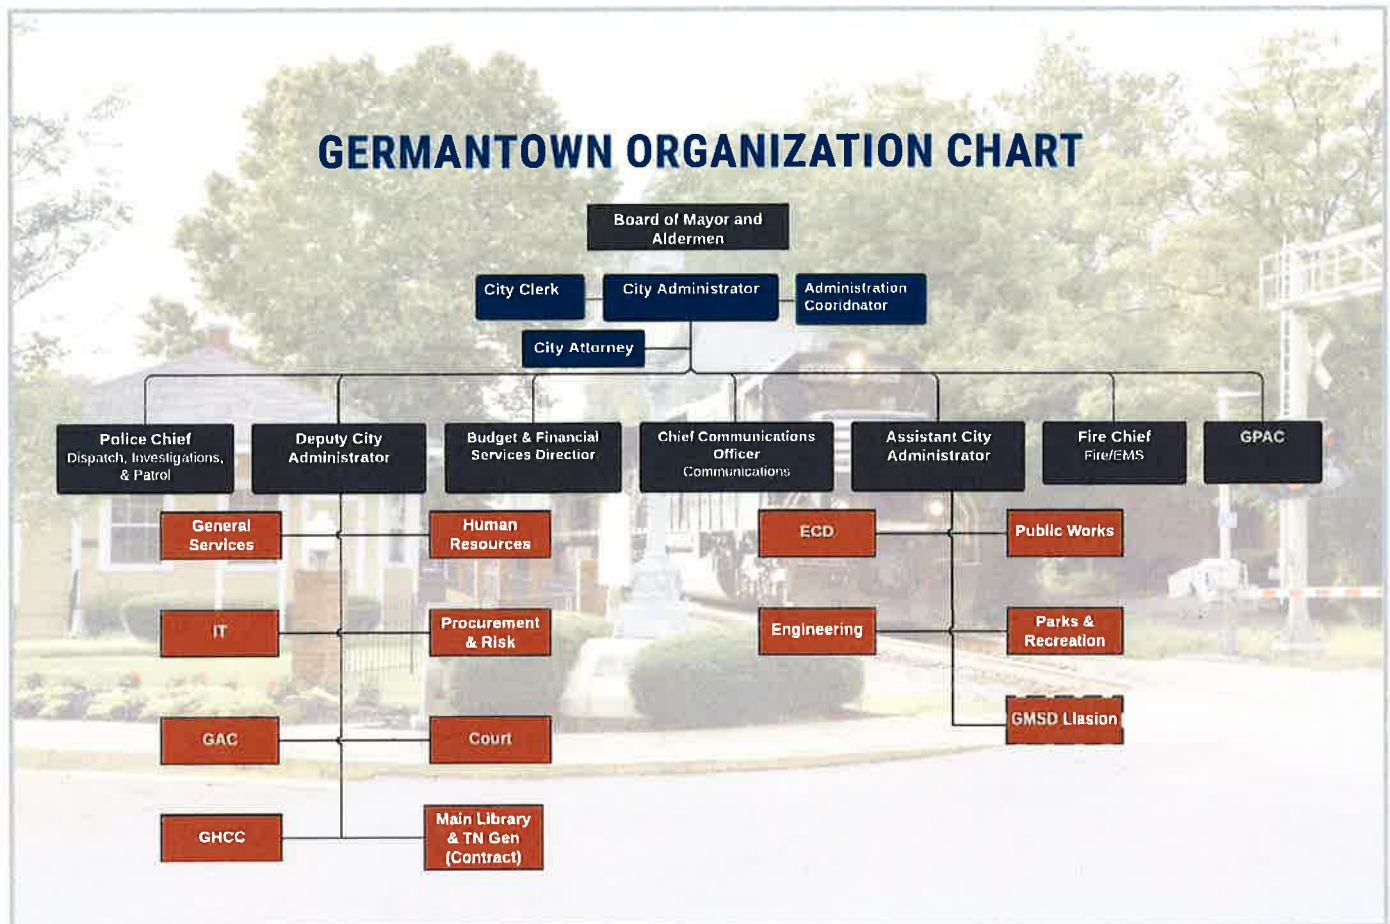 GERMANTOWN ORGANIZATION CHART
Board of Mayor and
Aldermen
City Clerk
City Administrator
Administration
Coordnator
City Attorney
Police Chief
Dispatch, Investigations,
& Patrol
Deputy City
Administrator
Budget & Financial
Services Director
Chief Communications
Officer
Communications
Assistant City
Administrator
Fire Chief
Fire/EMS
GPAC
General
Services
Human
Resources
ECD
Public Works
IT
Procurement
& Risk
Engineering
Parks &
Recreation
GAC
Court
GMSD Liasion
GHCC
Main Library
& TN Gen
(Contract)